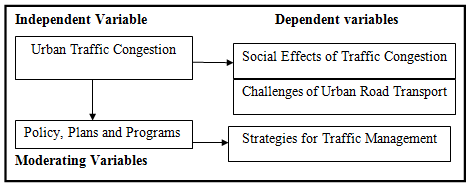 Independent Variable
Dependent variables
Urban Traffic Congestion
Social Effects of Traffic Congestion
Challenges of Urban Road Transport
Policy, Plans and Programs
Strategies for Traffic Management
Moderating Variables